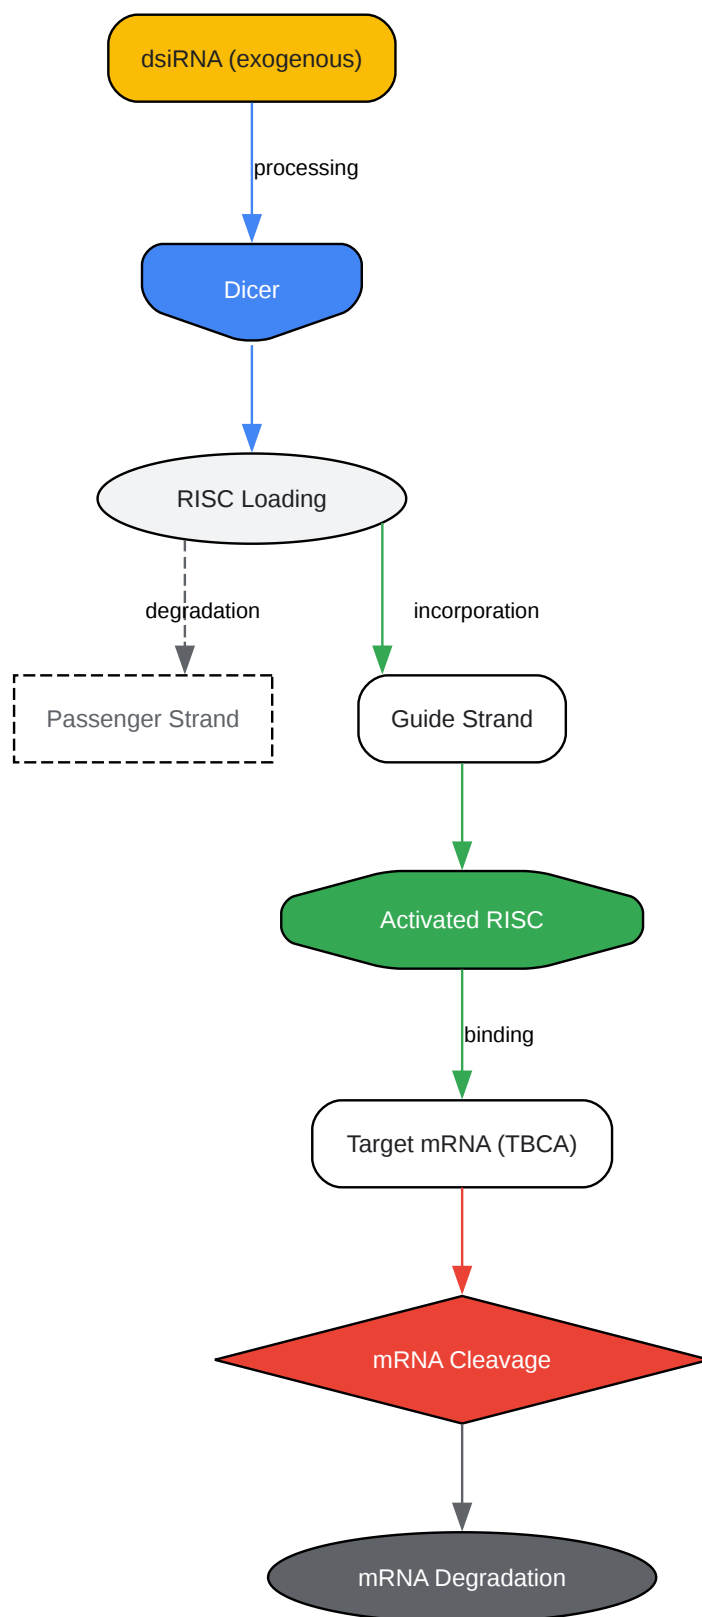 dsiRNA (exogenous)
processing
Dicer
RISC Loading
degradation
incorporation
Passenger Strand
Guide Strand
Activated RISC
binding
Target mRNA (TBCA)
mRNA Cleavage
mRNA Degradation